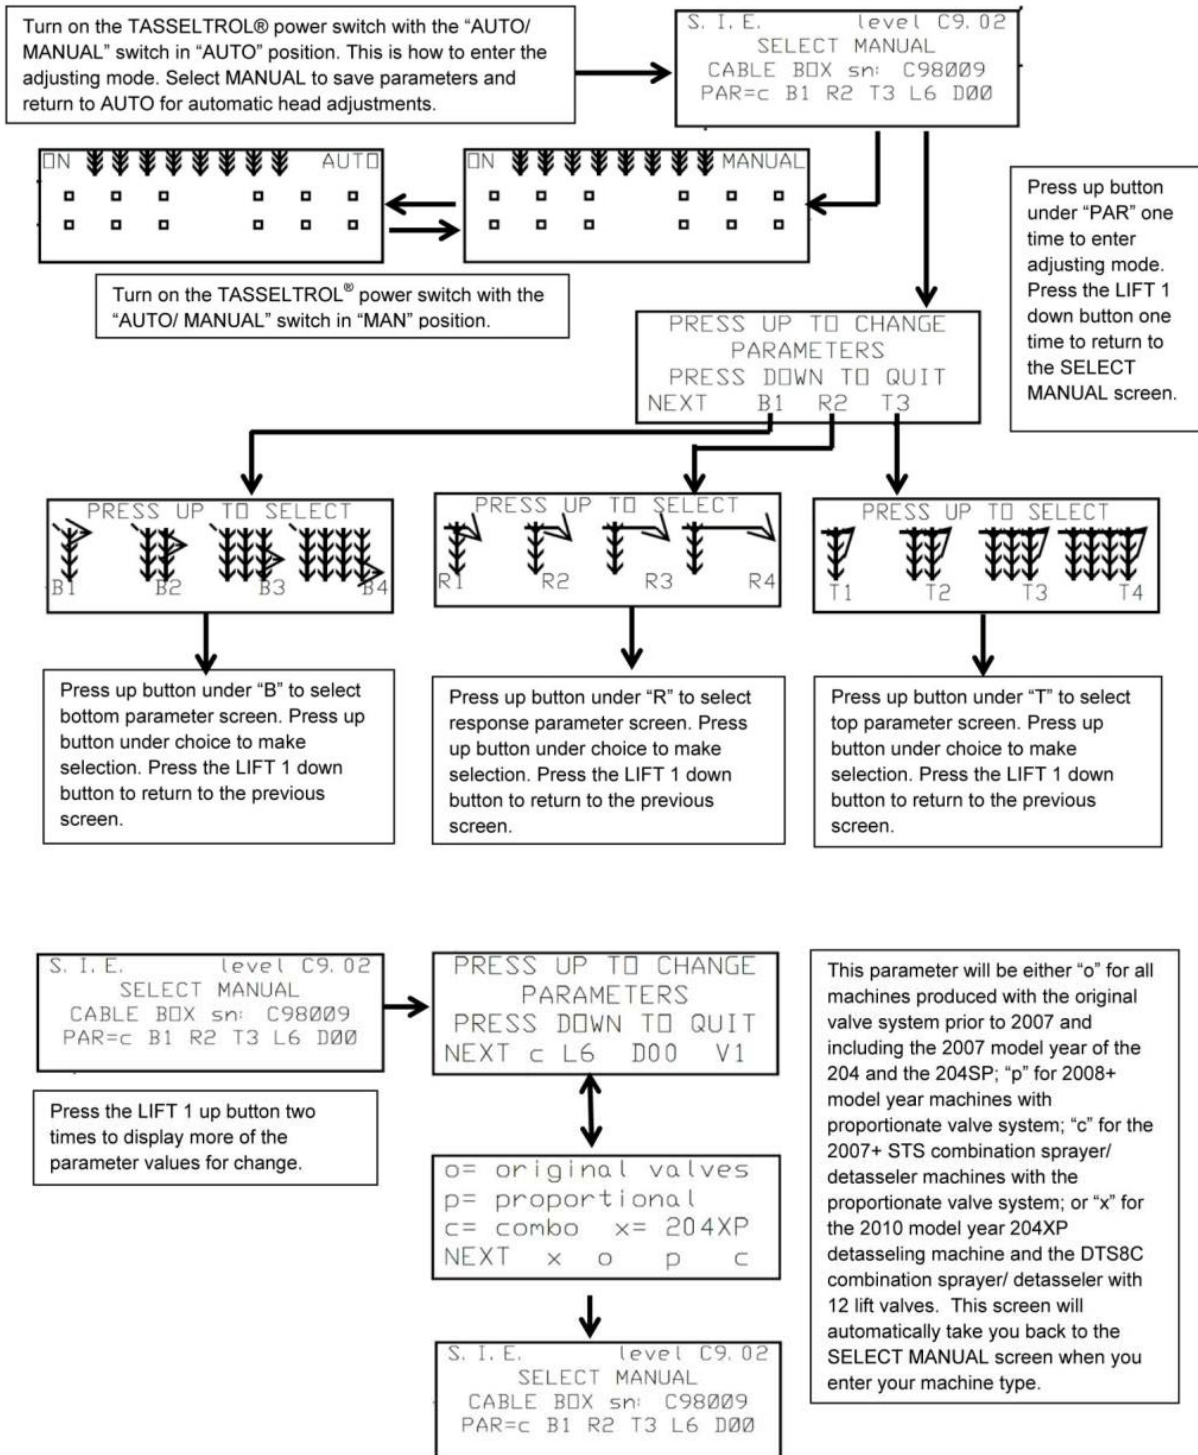 Turn on the TASSELTROL® power switch with the “AUTO/
MANUAL” switch in “AUTO” position. This is how to enter the
adjusting mode. Select MANUAL to save parameters and
return to AUTO for automatic head adjustments.
S. I. E. level C9. 02
SELECT MANUAL
CABLE BOX sn: C98009
PAR=c B1 R2 T3 L6 D00
ON AUTO
ON MANUAL
Press up button
under “PAR” one
time to enter
adjusting mode.
Press the LIFT 1
down button one
time to return to
the SELECT
MANUAL screen.
Turn on the TASSELTROL® power switch with the
“AUTO/ MANUAL” switch in “MAN” position.
PRESS UP TO CHANGE
PARAMETERS
PRESS DOWN TO QUIT
NEXT B1 R2 T3
PRESS UP TO SELECT
B1 B2 B3 B4
PRESS UP TO SELECT
R1 R2 R3 R4
PRESS UP TO SELECT
T1 T2 T3 T4
Press up button under “B” to select
bottom parameter screen. Press up
button under choice to make
selection. Press the LIFT 1 down
button to return to the previous
screen.
Press up button under “R” to select
response parameter screen. Press
up button under choice to make
selection. Press the LIFT 1 down
button to return to the previous
screen.
Press up button under “T” to select
top parameter screen. Press up
button under choice to make
selection. Press the LIFT 1 down
button to return to the previous
screen.
S. I. E. level C9. 02
SELECT MANUAL
CABLE BOX sn: C98009
PAR=c B1 R2 T3 L6 D00
Press the LIFT 1 up button two
times to display more of the
parameter values for change.
PRESS UP TO CHANGE
PARAMETERS
PRESS DOWN TO QUIT
NEXT c L6 D00 V1
o= original valves
p= proportional
c= combo x= 204XP
NEXT x o p c
S. I. E. level C9. 02
SELECT MANUAL
CABLE BOX sn: C98009
PAR=c B1 R2 T3 L6 D00
This parameter will be either “o” for all
machines produced with the original
valve system prior to 2007 and
including the 2007 model year of the
204 and the 204SP; “p” for 2008+
model year machines with
proportionate valve system; “c” for the
2007+ STS combination sprayer/
detasseler machines with the
proportionate valve system; or “x” for
the 2010 model year 204XP
detasseling machine and the DTS8C
combination sprayer/ detasseler with
12 lift valves. This screen will
automatically take you back to the
SELECT MANUAL screen when you
enter your machine type.